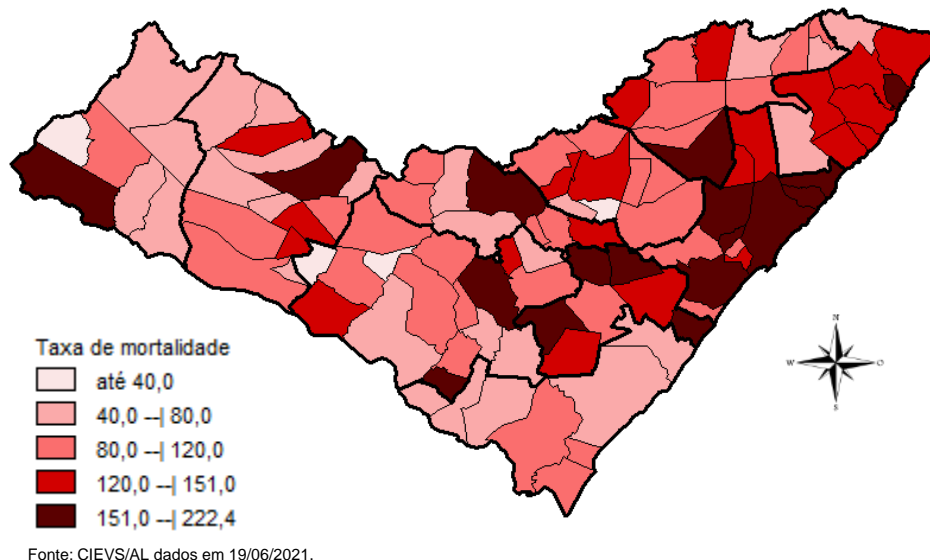 N
W
O
S
Taxa de mortalidade
até 40,0
40,0 --| 80,0
80,0 --| 120,0
120,0 --| 151,0
151,0 --| 222,4
Fonte: CIEVS/AL dados em 19/06/2021.